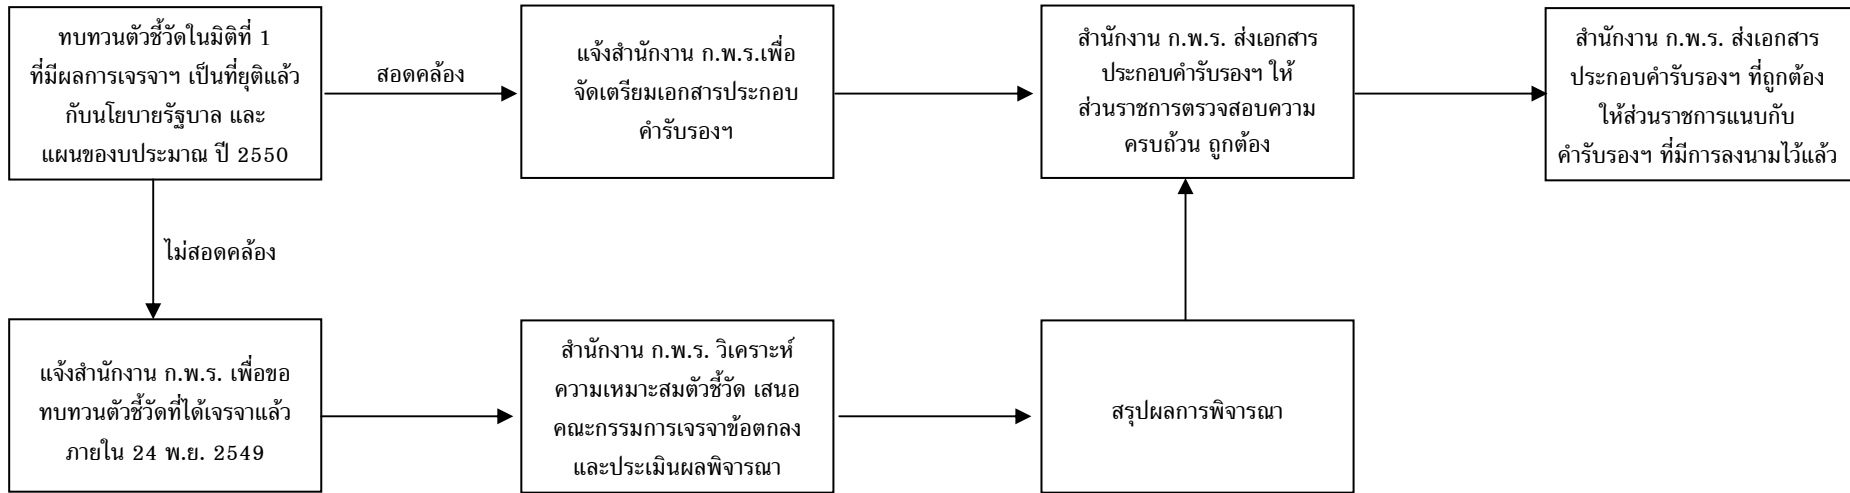 ทบทวนตัวชี้วัดในมิติที่ 1
ที่มีผลการเจรจาฯ เป็นที่ยุติแล้ว
กับนโยบายรัฐบาล และ
แผนของบประมาณ ปี 2550
สอดคล้อง
แจ้งสำนักงาน ก.พ.ร.เพื่อ
จัดเตรียมเอกสารประกอบ
คำรับรองฯ
สำนักงาน ก.พ.ร. ส่งเอกสาร
ประกอบคำรับรองฯ ให้
ส่วนราชการตรวจสอบความ
ครบถ้วน ถูกต้อง
สำนักงาน ก.พ.ร. ส่งเอกสาร
ประกอบคำรับรองฯ ที่ถูกต้อง
ให้ส่วนราชการแนบกับ
คำรับรองฯ ที่มีการลงนามไว้แล้ว
ไม่สอดคล้อง
แจ้งสำนักงาน ก.พ.ร. เพื่อขอ
ทบทวนตัวชี้วัดที่ได้เจรจาแล้ว
ภายใน 24 พ.ย. 2549
สำนักงาน ก.พ.ร. วิเคราะห์
ความเหมาะสมตัวชี้วัด เสนอ
คณะกรรมการเจรจาข้อตกลง
และประเมินผลพิจารณา
สรุปผลการพิจารณา